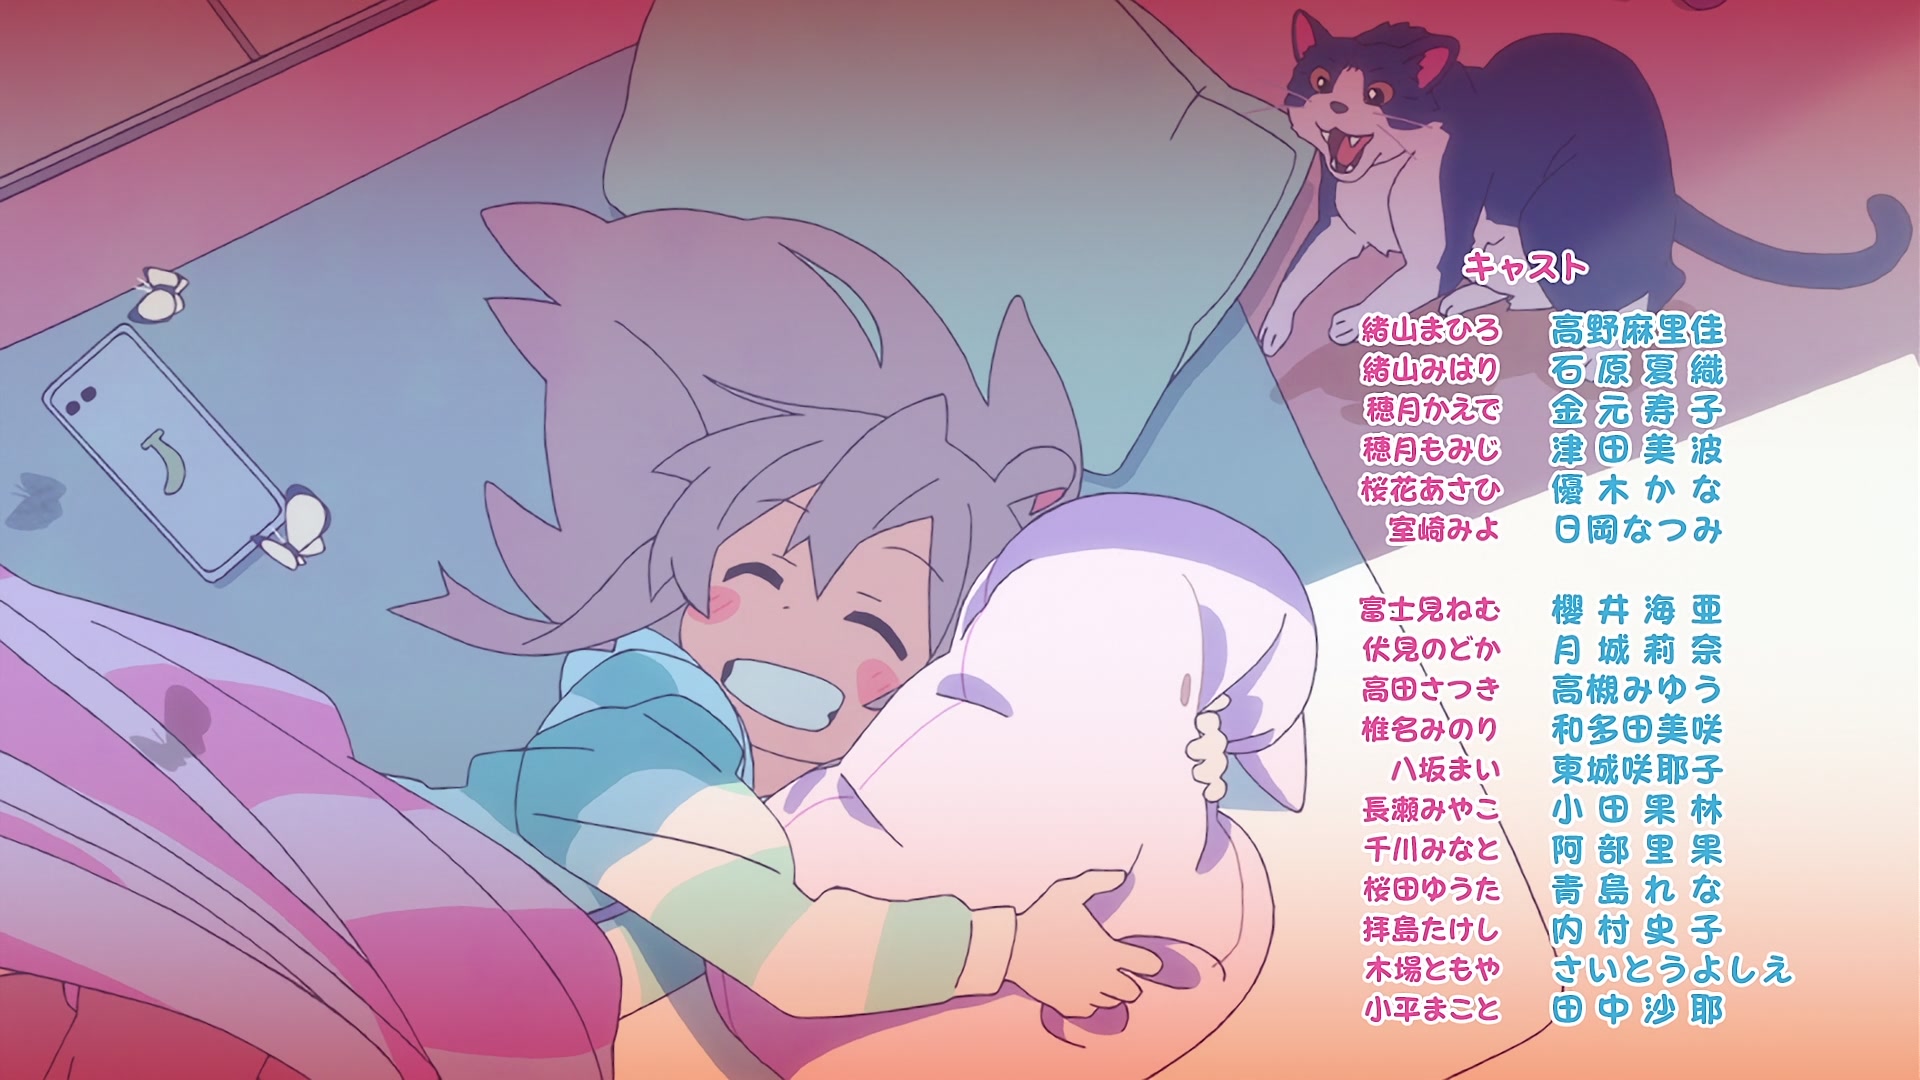 キャスト
緒山まひろ 高野麻里佳
緒山みはり 石原夏織
穂月かえで 金元寿子
穂月もみじ 津田美波
桜花あさひ 優木かな
室崎みよ 日岡なつみ
富士見ねむ 櫻井海亜
伏見のどか 月城莉奈
高田さつき 高槻みゆう
椎名みのり 和多田美咲
八坂まい 東城咲耶子
長瀬みやこ 小田果林
千川みなと 阿部里果
桜田ゆうた 青島れな
拝島たけし 内村史子
木場ともや さいとうよしえ
小平まこと 田中沙耶